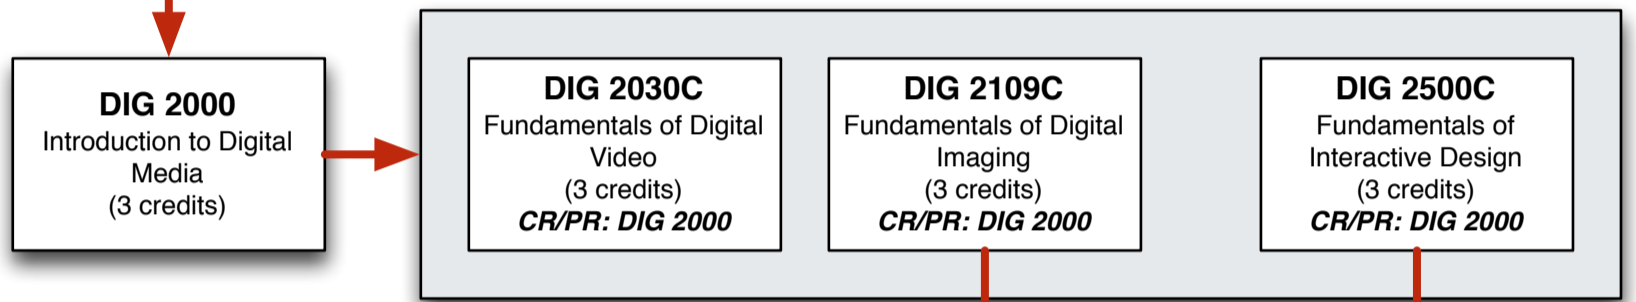 DIG 2000
Introduction to Digital
Media
(3 credits)
DIG 2030C
Fundamentals of Digital
Video
(3 credits)
CR/PR: DIG 2000
DIG 2109C
Fundamentals of Digital
Imaging
(3 credits)
CR/PR: DIG 2000
DIG 2500C
Fundamentals of
Interactive Design
(3 credits)
CR/PR: DIG 2000